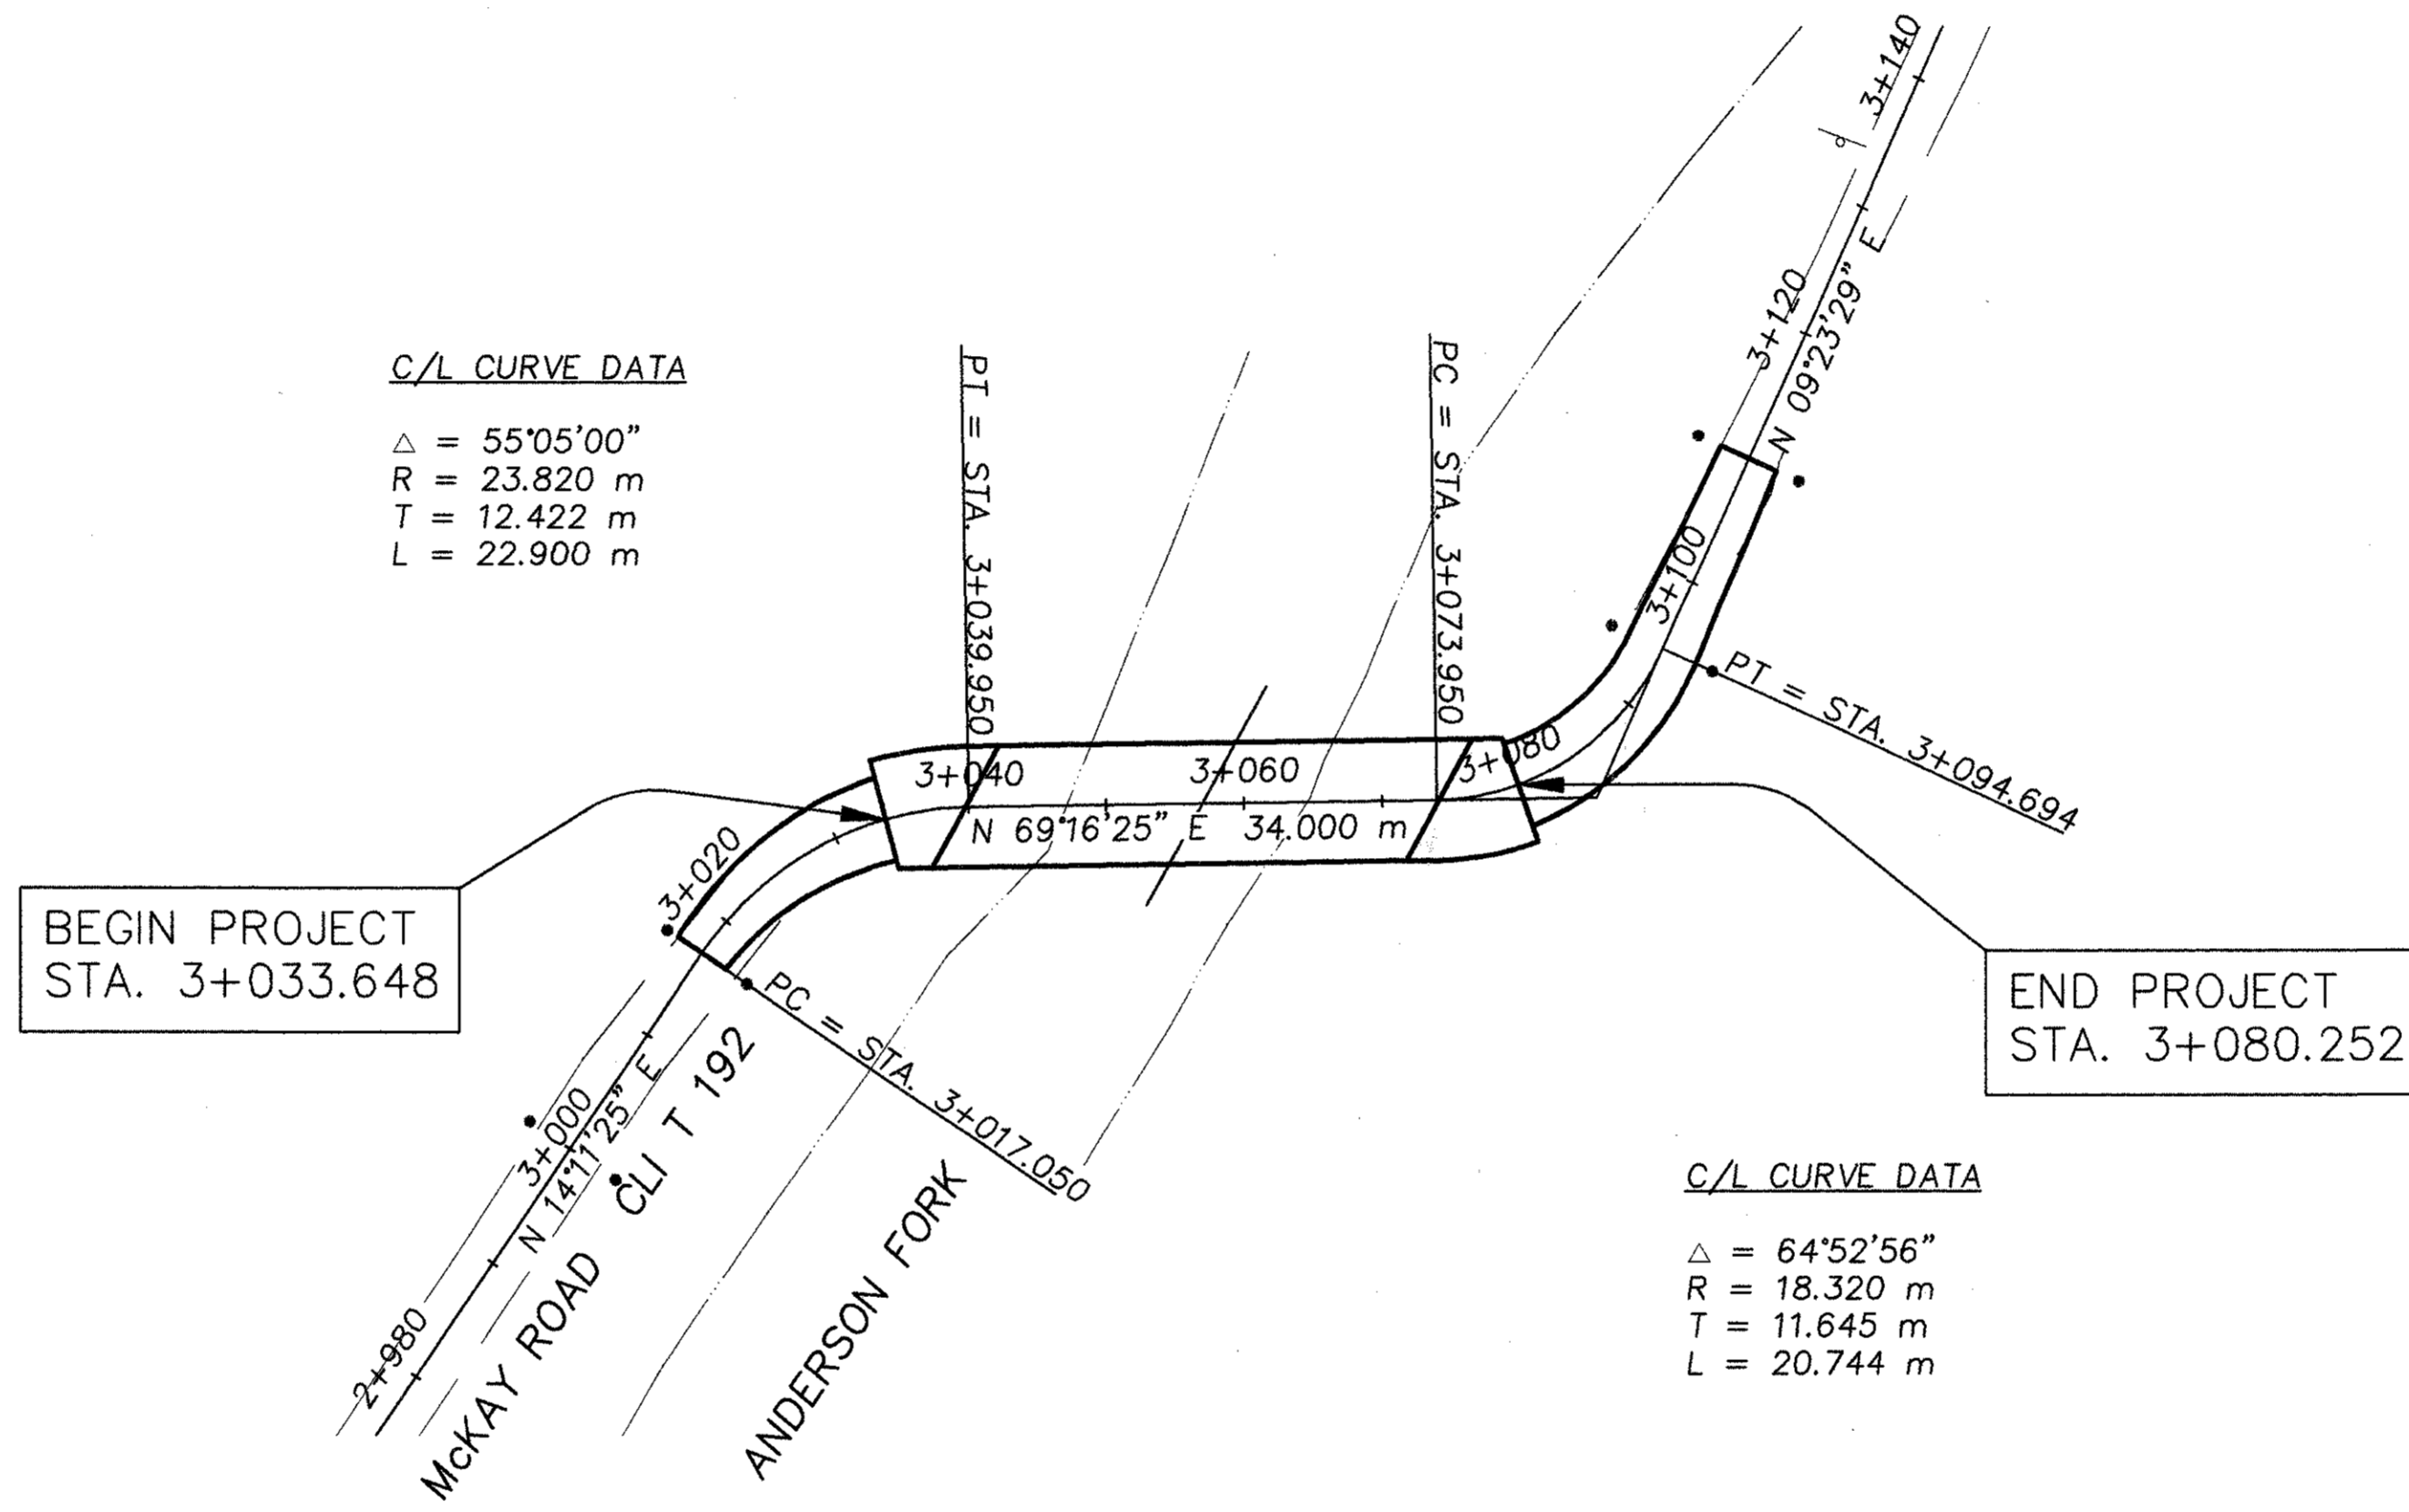 3+140
C/L CURVE DATA
△ = 55°05'00"
R = 23.820 m
T = 12.422 m
L = 22.900 m
PT = STA. 3+039.950
PC = STA. 3+073.950
3+120
N 09°23'29" E
3+100
PT = STA. 3+094.694
3+040
3+060
3+080
N 69°16'25" E 34.000 m
3+020
BEGIN PROJECT
STA. 3+033.648
PC = STA. 3+017.050
END PROJECT
STA. 3+080.252
3+000
N 14°11'25" E
2+980
McKAY ROAD CLI T 192
ANDERSON FORK
C/L CURVE DATA
△ = 64°52'56"
R = 18.320 m
T = 11.645 m
L = 20.744 m